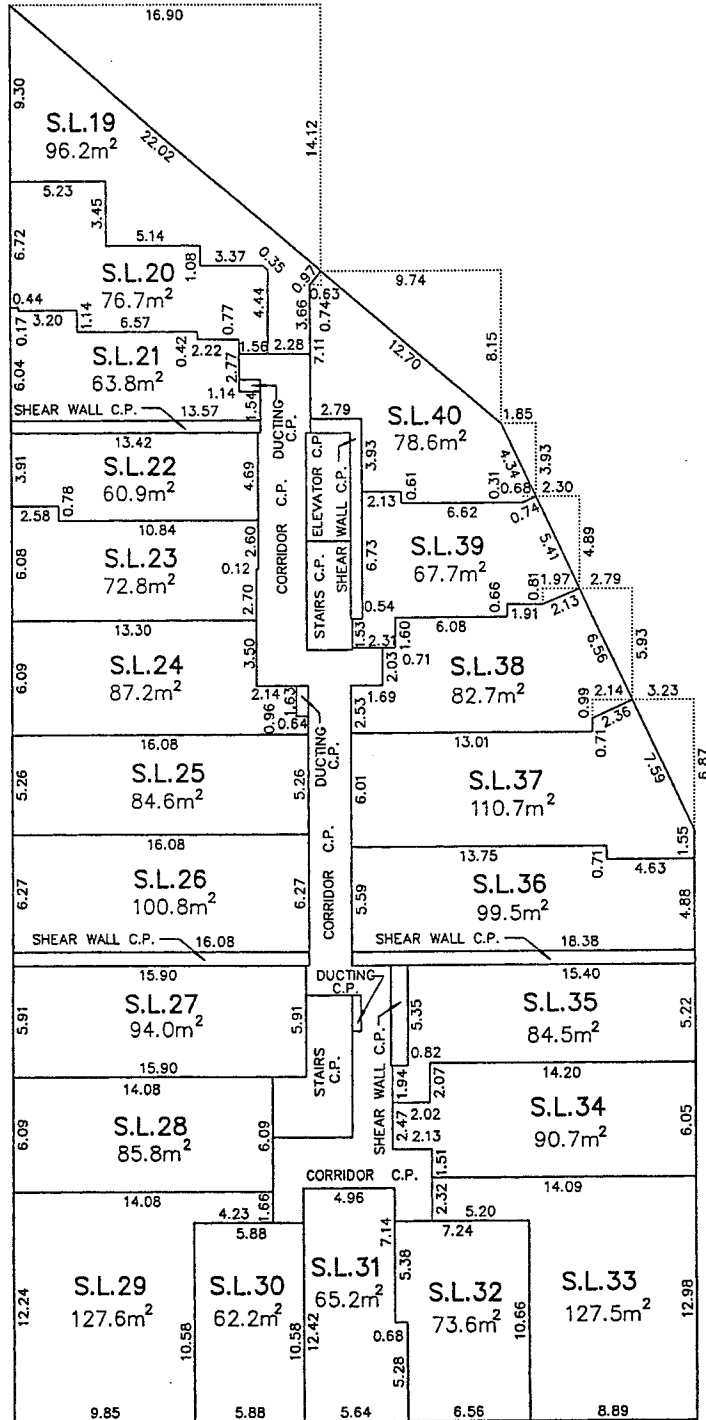 16.90
9.30
S.L.19
96.2m²
22.02
14.12
5.23
3.45
6.72
5.14
1.08
3.37
0.35
0.97
0.63
9.74
S.L.20
76.7m²
4.44
3.66
0.74
0.44
0.17
3.20
1.14
6.57
0.42
2.22
0.77
1.56
2.28
7.11
12.70
8.15
S.L.21
63.8m²
6.04
2.77
1.14
1.54
SHEAR WALL C.P.
13.57
DUCTING
C.P.
2.79
S.L.40
78.6m²
1.85
3.93
4.34
13.42
3.91
S.L.22
60.9m²
4.69
CORRIDOR C.P.
ELEVATOR C.P.
SHEAR WALL C.P.
3.93
0.61
2.13
6.62
0.31
0.68
2.30
0.74
2.58
0.78
10.84
6.08
S.L.23
72.8m²
2.60
0.12
2.70
STAIRS C.P.
6.73
S.L.39
67.7m²
5.41
4.89
0.66
0.61
1.97
2.79
1.91
2.13
13.30
0.54
1.53
2.31
1.60
6.08
0.71
6.09
S.L.24
87.2m²
3.50
2.14
1.63
0.96
0.64
2.03
1.69
2.53
S.L.38
82.7m²
6.56
5.93
0.99
2.14
3.23
2.36
0.71
16.08
13.01
5.26
S.L.25
84.6m²
5.26
DUCTING
C.P.
6.01
S.L.37
110.7m²
7.59
6.87
16.08
13.75
0.71
4.63
1.55
6.27
S.L.26
100.8m²
6.27
CORRIDOR C.P.
5.59
S.L.36
99.5m²
4.88
SHEAR WALL C.P.
16.08
SHEAR WALL C.P.
18.38
15.90
DUCTING
C.P.
15.40
5.91
S.L.27
94.0m²
5.91
STAIRS
C.P.
SHEAR WALL C.P.
5.35
S.L.35
84.5m²
5.22
15.90
0.82
14.08
1.94
2.07
14.20
6.09
S.L.28
85.8m²
6.09
2.47
2.02
2.13
S.L.34
90.7m²
6.05
1.51
CORRIDOR C.P.
14.08
1.66
4.96
2.32
14.09
4.23
5.88
7.14
5.20
7.24
12.24
S.L.29
127.6m²
10.58
S.L.30
62.2m²
10.58
12.42
S.L.31
65.2m²
5.38
0.68
5.28
S.L.32
73.6m²
10.66
S.L.33
127.5m²
12.98
9.85
5.88
5.64
6.56
8.89